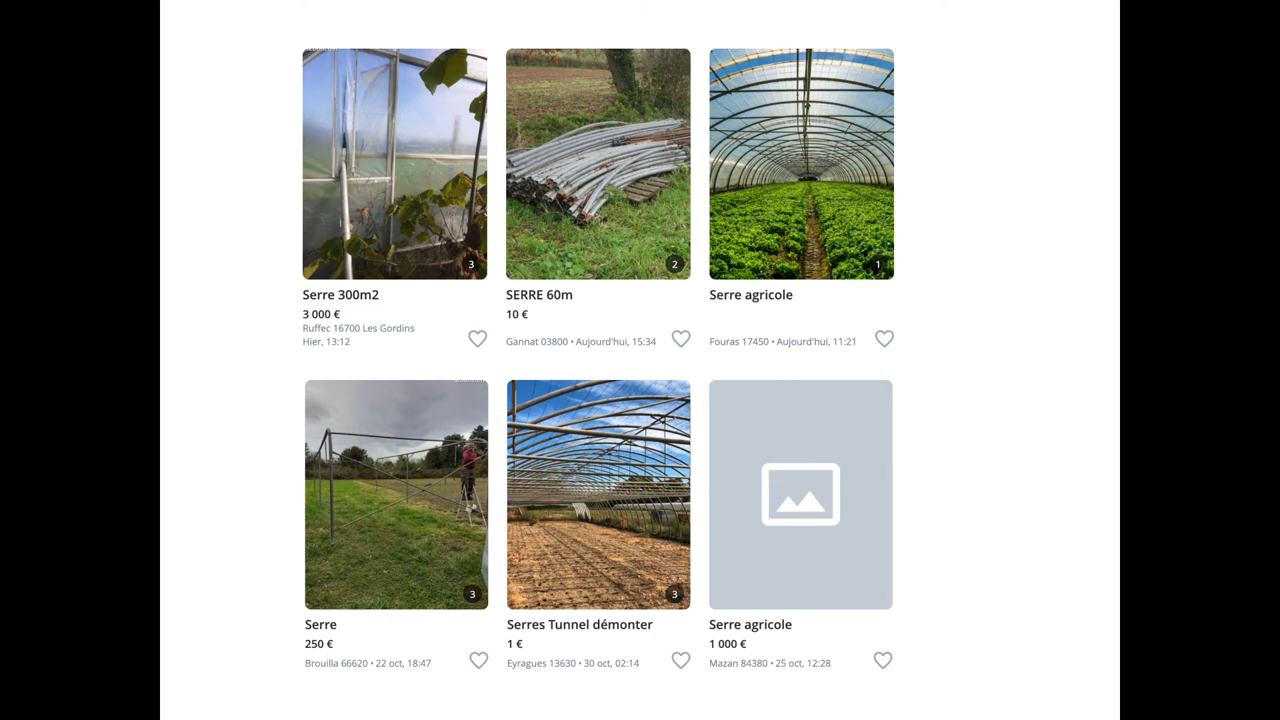 3
2
1
Serre 300m2
SERRE 60m
Serre agricole
3 000 €
10 €
Ruffec 16700 Les Gordins
Hier, 13:12
Gannat 03800 • Aujourd'hui, 15:34
Fouras 17450 • Aujourd'hui, 11:21
3
3
Serre
Serres Tunnel démonter
Serre agricole
250 €
1 €
1 000 €
Brouilla 66620 • 22 oct, 18:47
Eyragues 13630 • 30 oct, 02:14
Mazan 84380 • 25 oct, 12:28